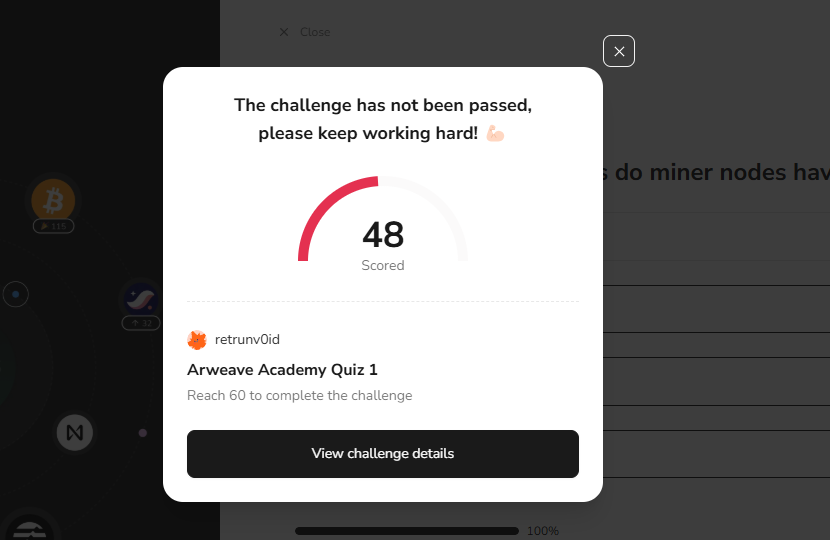 Close
The challenge has not been passed,
please keep working hard! 💪🏻
s do miner nodes hav
115
48
Scored
32
retrunv0id
Arweave Academy Quiz 1
Reach 60 to complete the challenge
View challenge details
100%